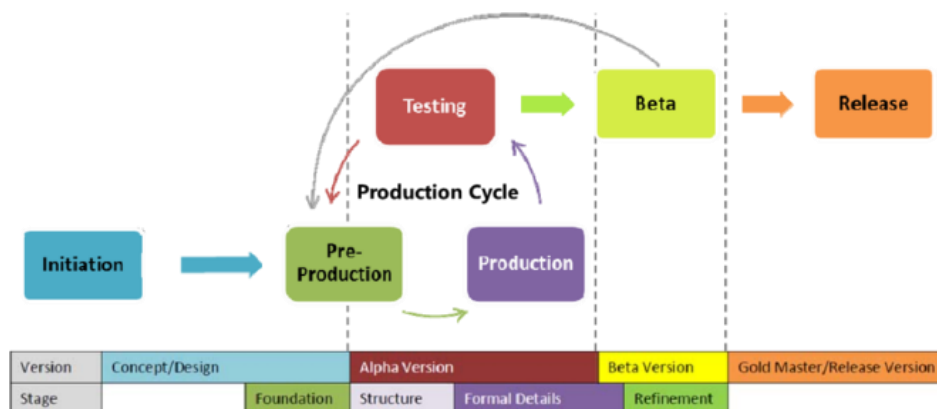 Testing
Beta
Release
Production Cycle
Initiation
Pre-
Production
Production
Version
Concept/Design
Alpha Version
Beta Version
Gold Master/Release Version
Stage
Foundation
Structure
Formal Details
Refinement